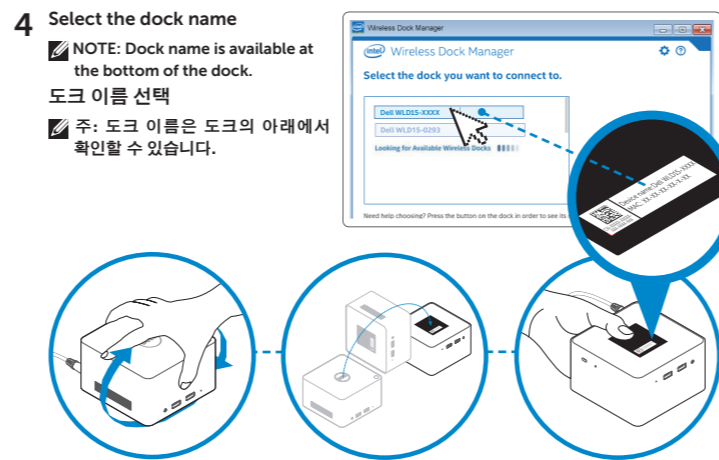 4 Select the dock name
NOTE: Dock name is available at
the bottom of the dock.
도크 이름 선택
주: 도크 이름은 도크의 아래에서
확인할 수 있습니다.
Wireless Dock Manager
intel Wireless Dock Manager
Select the dock you want to connect to.
Dell WLD15-XXXX
Dell WLD15-0293
Looking for Available Wireless Docks
Need help choosing? Press the button on the dock in order to see its
Device name:Dell WLD15-XXXX
MAC: XX-XX-XX-XX-X-XX